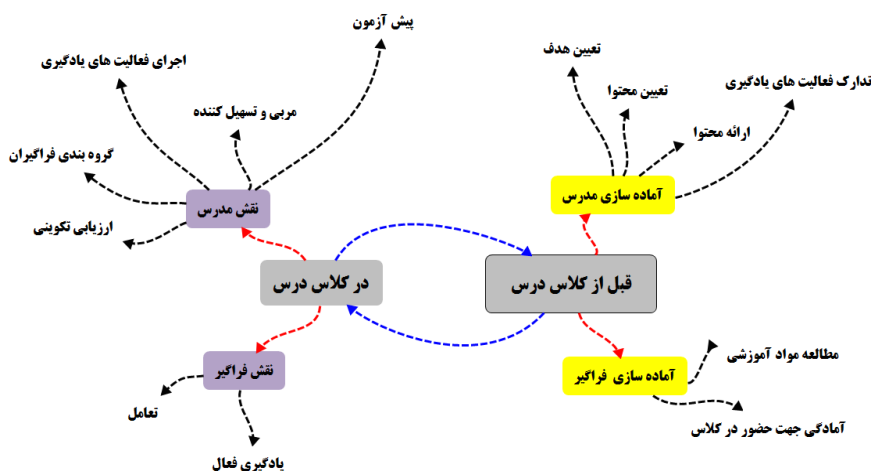 پیش آزمون
تعیین هدف
اجرای فعالیت های یادگیری
تدارک فعالیت های یادگیری
تعیین محتوا
مربی و تسهیل کننده
ارائه محتوا
گروه بندی فراگیران
آماده سازی مدرس
نقش مدرس
ارزیابی تکوینی
قبل از کلاس درس
در کلاس درس
مطالعه مواد آموزشی
آماده سازی فراگیر
نقش فراگیر
تعامل
آمادگی جهت حضور در کلاس
یادگیری فعال